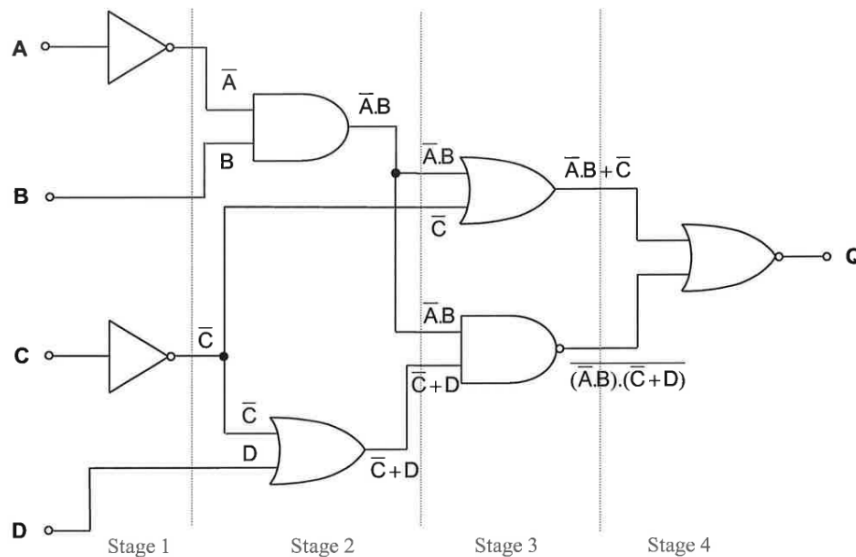 A
A̅
A̅.B
B
B
A̅.B
A̅.B+C̅
C̅
Q
A̅.B
C
C̅
C̅+D
(A̅.B).(C̅+D)
C̅
D
C̅+D
D
Stage 1
Stage 2
Stage 3
Stage 4